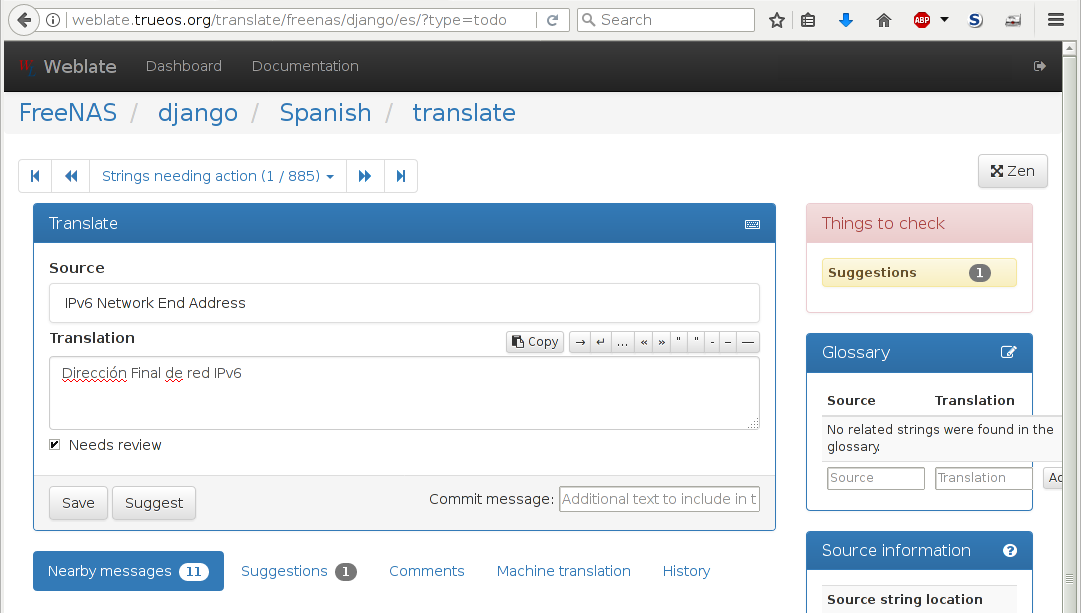 weblate.trueos.org/translate/freenas/django/es/?type=todo
Search
ABP
S
Weblate Dashboard Documentation
FreeNAS / django / Spanish / translate
Strings needing action (1 / 885)
Zen
Translate
Source
IPv6 Network End Address
Translation
Copy → ↵ … « » " " - – —
Dirección Final de red IPv6
Needs review
Save Suggest
Commit message: Additional text to include in t
Nearby messages 11 Suggestions 1 Comments Machine translation History
Things to check
Suggestions 1
Glossary
Source Translation
No related strings were found in the
glossary.
Source Translation Ad
Source information
Source string location